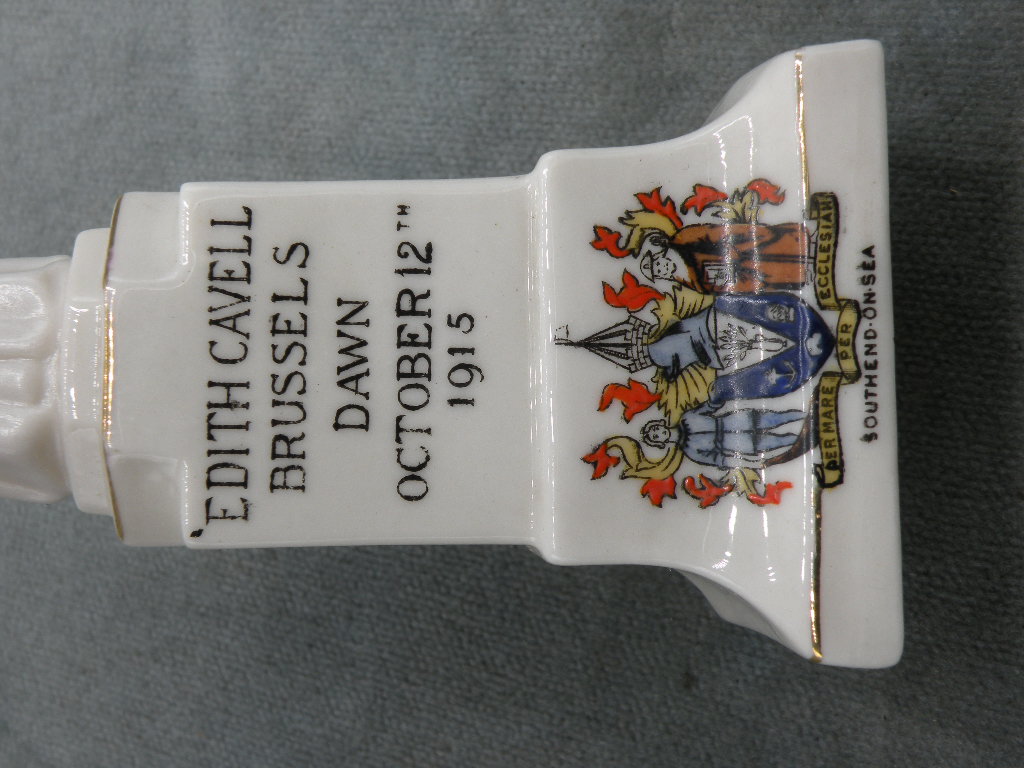 EDITH CAVELL
BRUSSELS
DAWN
OCTOBER 12TH
1915
PER MARE PER ECCLESIAM
SOUTHEND·ON·SEA